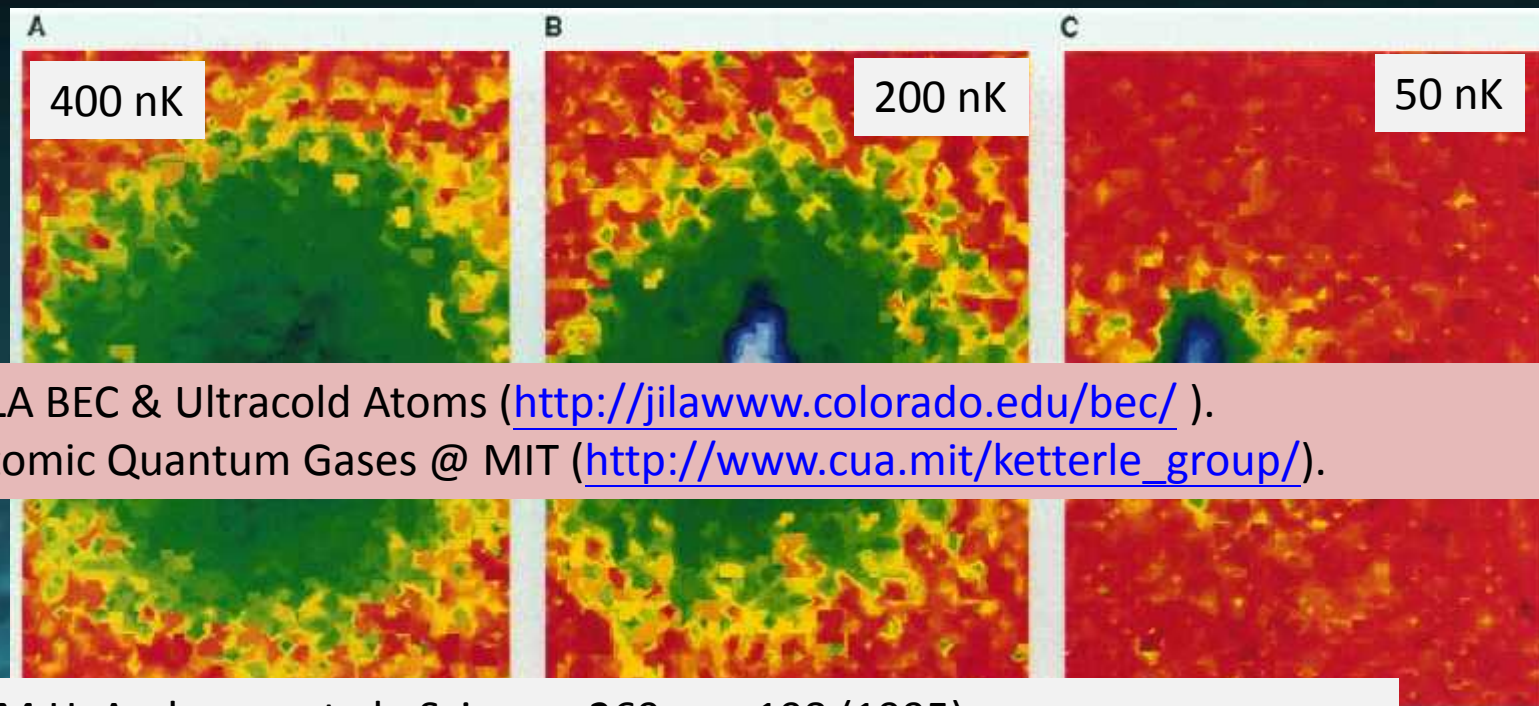 A B C
400 nK 200 nK 50 nK
LA BEC & Ultracold Atoms (http://jilawww.colorado.edu/bec/ ).
omic Quantum Gases @ MIT (http://www.cua.mit/ketterle_group/).